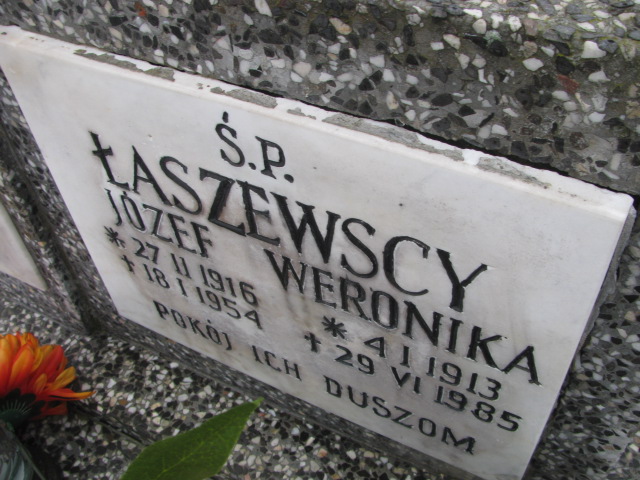 Ś.P.
ŁASZEWSCY
JÓZEF WERONIKA
* 27 II 1916 * 4 I 1913
† 18 I 1954 † 29 VI 1985
POKÓJ ICH DUSZOM